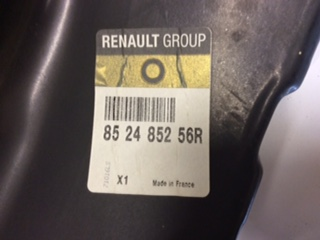 RENAULT GROUP
85 24 852 56R
X1 Made in France